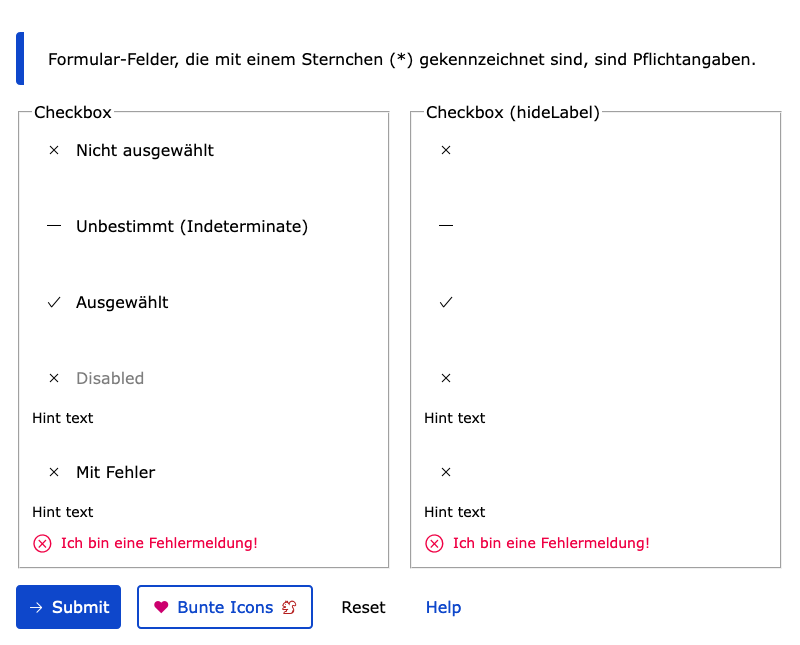 Formular-Felder, die mit einem Sternchen (*) gekennzeichnet sind, sind Pflichtangaben.
Checkbox
Nicht ausgewählt
Unbestimmt (Indeterminate)
Ausgewählt
Disabled
Hint text
Mit Fehler
Hint text
Ich bin eine Fehlermeldung!
Checkbox (hideLabel)
Hint text
Hint text
Ich bin eine Fehlermeldung!
Submit
Bunte Icons
Reset
Help